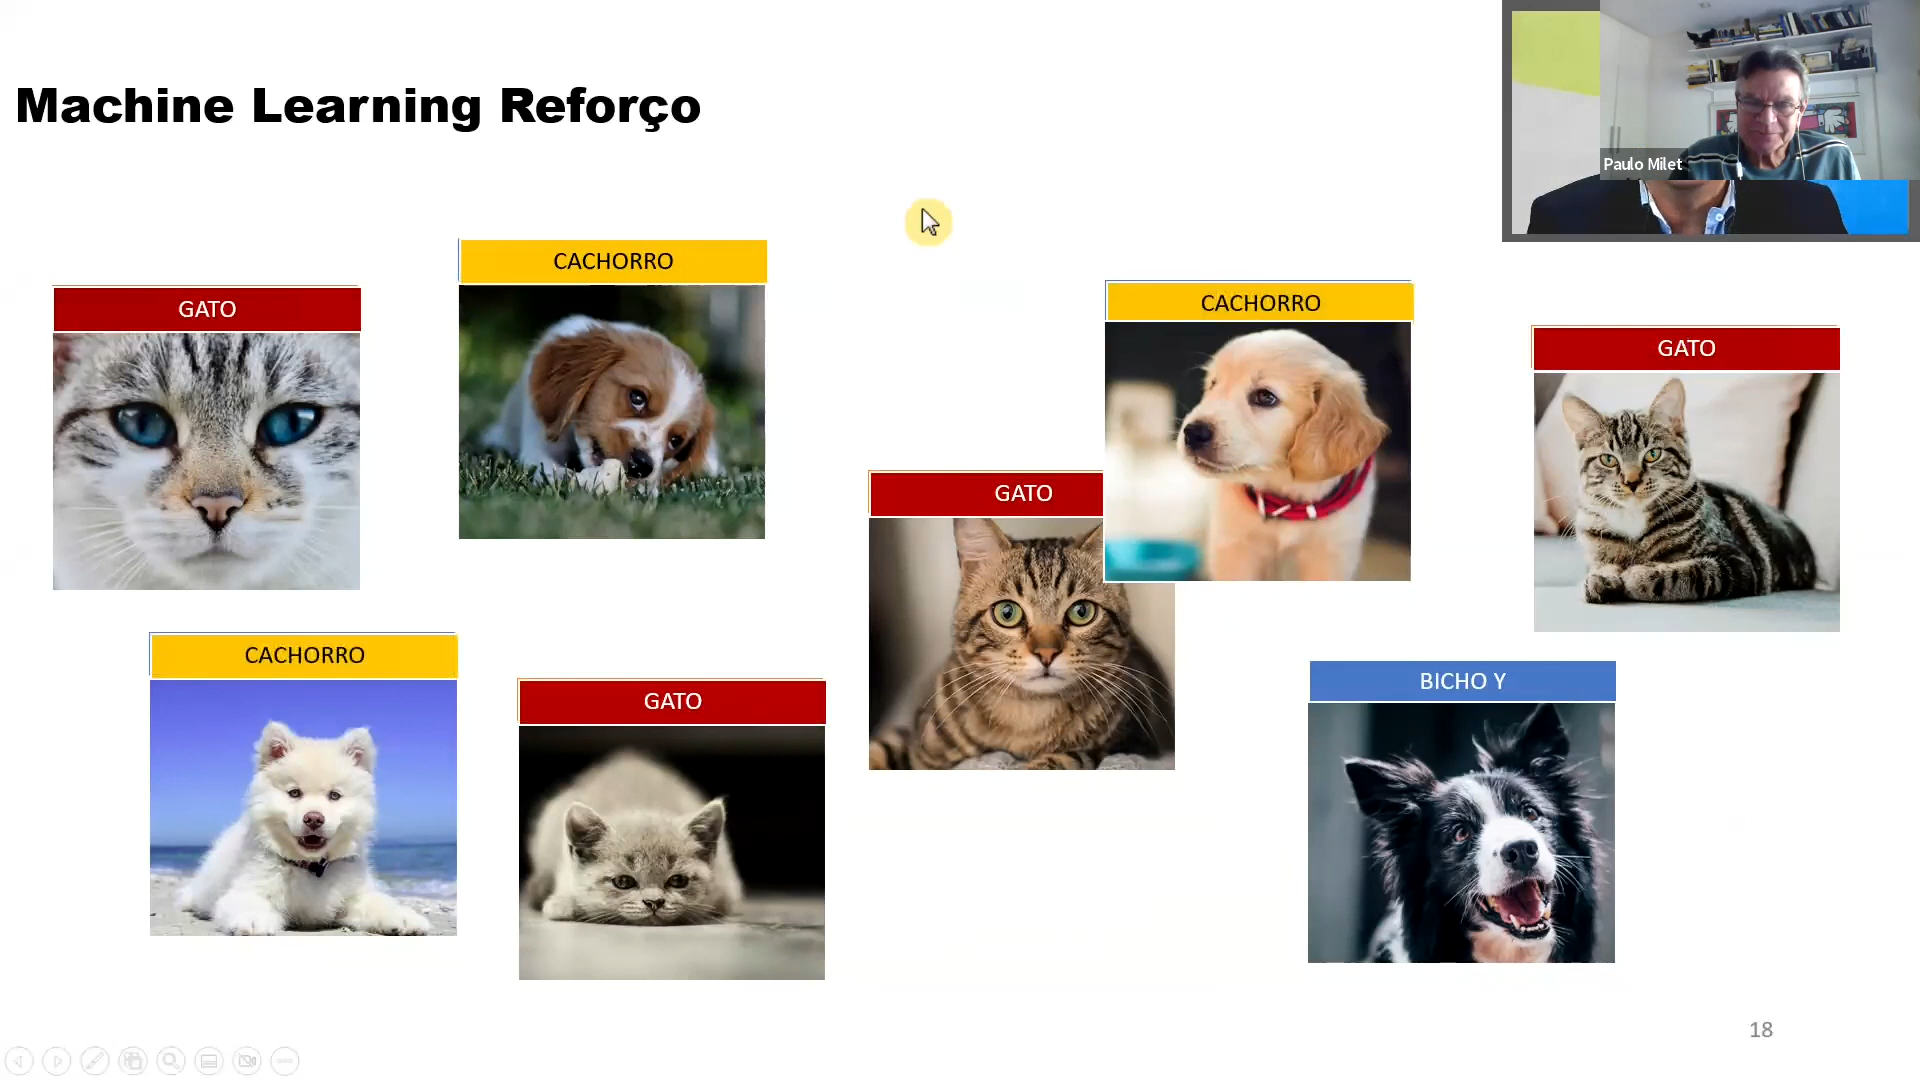 Machine Learning Reforço
Paulo Milet
CACHORRO
GATO
CACHORRO
GATO
GATO
CACHORRO
GATO
BICHO Y
18